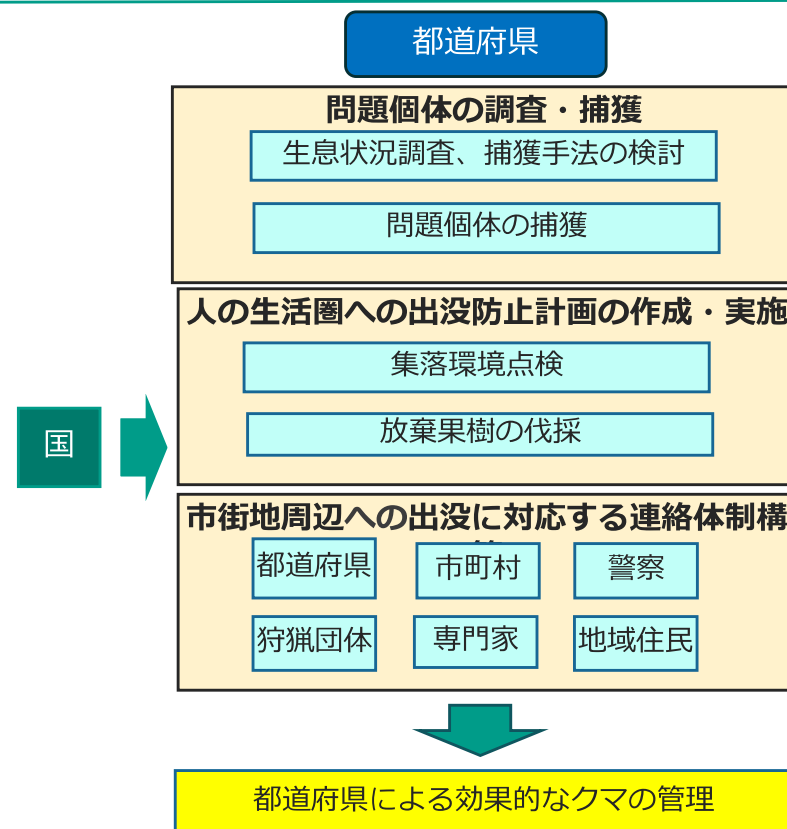 都道府県
問題個体の調査・捕獲
生息状況調査、捕獲手法の検討
問題個体の捕獲
人の生活圏への出没防止計画の作成・実施
集落環境点検
放棄果樹の伐採
国
市街地周辺への出没に対応する連絡体制構
都道府県
市町村
警察
狩猟団体
専門家
地域住民
都道府県による効果的なクマの管理